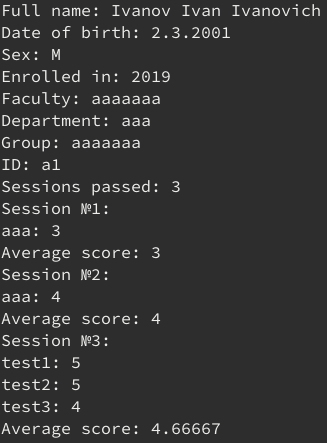 Full name: Ivanov Ivan Ivanovich
Date of birth: 2.3.2001
Sex: M
Enrolled in: 2019
Faculty: aaaaaaa
Department: aaa
Group: aaaaaaa
ID: a1
Sessions passed: 3
Session №1:
aaa: 3
Average score: 3
Session №2:
aaa: 4
Average score: 4
Session №3:
test1: 5
test2: 5
test3: 4
Average score: 4.66667